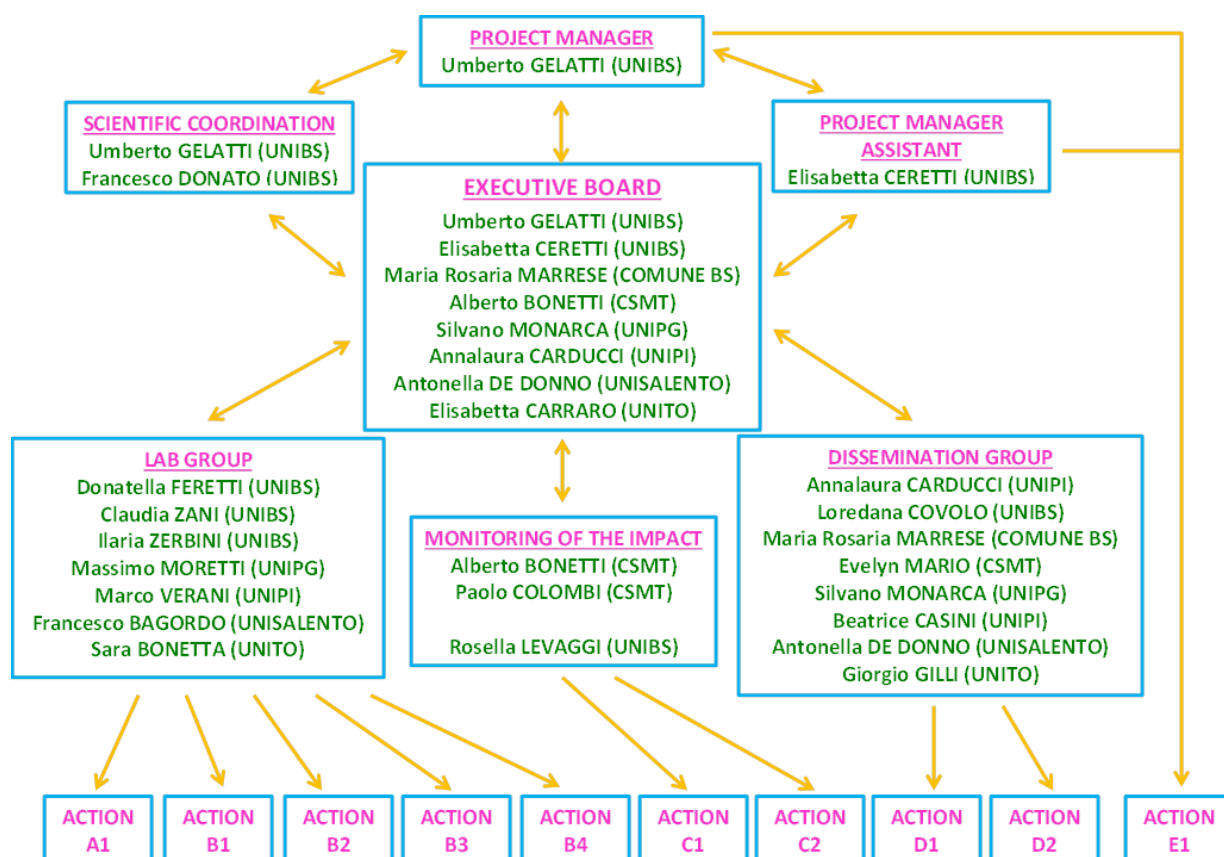 PROJECT MANAGER
Umberto GELATTI (UNIBS)
SCIENTIFIC COORDINATION
Umberto GELATTI (UNIBS)
Francesco DONATO (UNIBS)
PROJECT MANAGER
ASSISTANT
Elisabetta CERETTI (UNIBS)
EXECUTIVE BOARD
Umberto GELATTI (UNIBS)
Elisabetta CERETTI (UNIBS)
Maria Rosaria MARRESE (COMUNE BS)
Alberto BONETTI (CSMT)
Silvano MONARCA (UNIPG)
Annalaura CARDUCCI (UNIPI)
Antonella DE DONNO (UNISALENTO)
Elisabetta CARRARO (UNITO)
LAB GROUP
Donatella FERETTI (UNIBS)
Claudia ZANI (UNIBS)
Ilaria ZERBINI (UNIBS)
Massimo MORETTI (UNIPG)
Marco VERANI (UNIPI)
Francesco BAGORDO (UNISALENTO)
Sara BONETTA (UNITO)
MONITORING OF THE IMPACT
Alberto BONETTI (CSMT)
Paolo COLOMBI (CSMT)
Rosella LEVAGGI (UNIBS)
DISSEMINATION GROUP
Annalaura CARDUCCI (UNIPI)
Loredana COVOLO (UNIBS)
Maria Rosaria MARRESE (COMUNE BS)
Evelyn MARIO (CSMT)
Silvano MONARCA (UNIPG)
Beatrice CASINI (UNIPI)
Antonella DE DONNO (UNISALENTO)
Giorgio GILLI (UNITO)
ACTION
A1
ACTION
B1
ACTION
B2
ACTION
B3
ACTION
B4
ACTION
C1
ACTION
C2
ACTION
D1
ACTION
D2
ACTION
E1